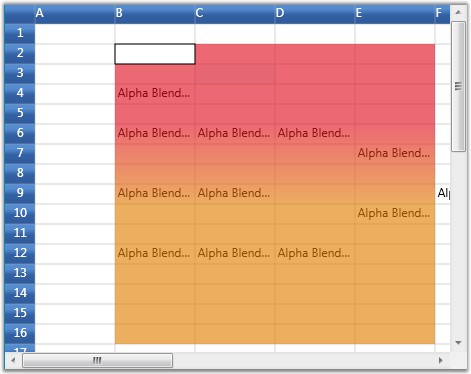 A B C D E F
1
2
3
4 Alpha Blend...
5
6 Alpha Blend... Alpha Blend... Alpha Blend...
7 Alpha Blend...
8
9 Alpha Blend... Alpha Blend... Al
10 Alpha Blend...
11
12 Alpha Blend... Alpha Blend... Alpha Blend...
13
14
15
16
17